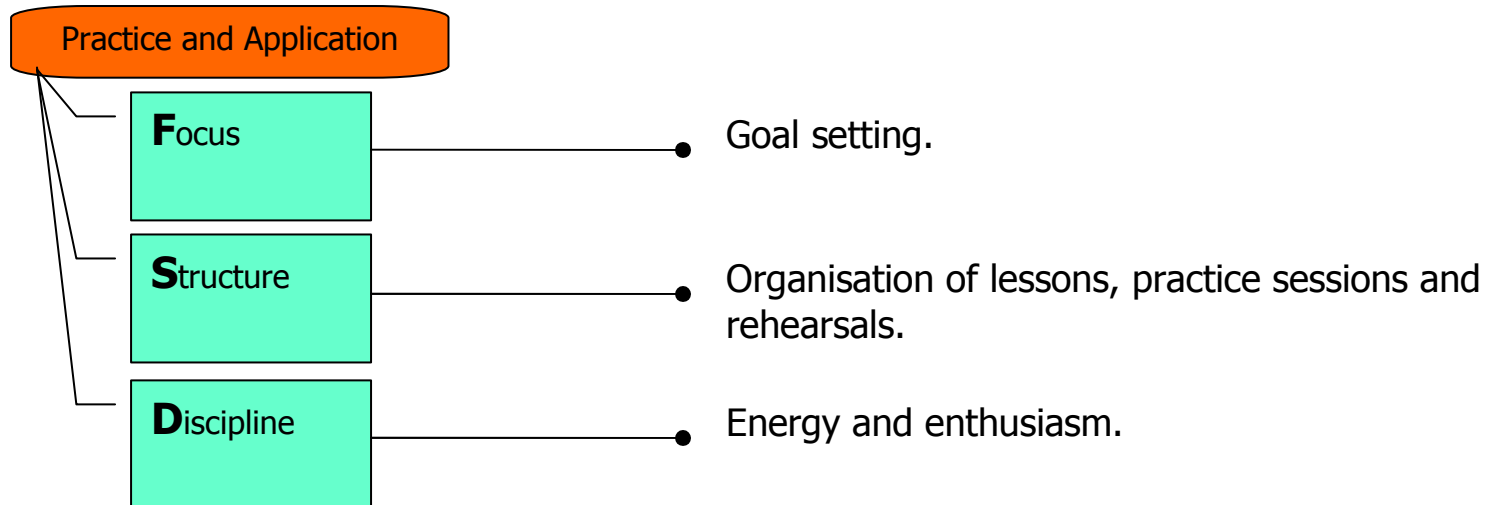 Practice and Application
Focus
Goal setting.
Structure
Organisation of lessons, practice sessions and
rehearsals.
Discipline
Energy and enthusiasm.